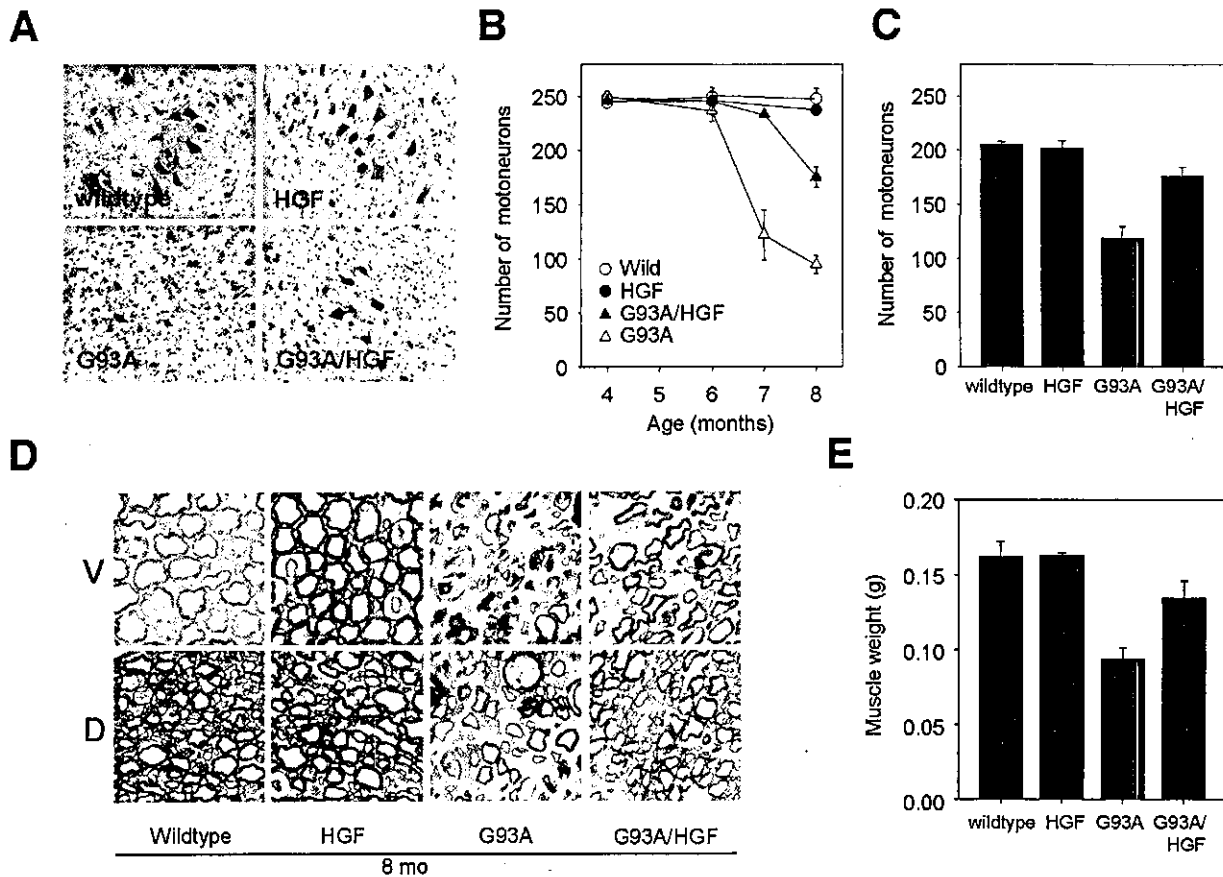 A
wildtype
HGF
G93A
G93A/HGF
B
Number of motoneurons
250
200
150
100
50
0
Wild
HGF
G93A/HGF
G93A
4 5 6 7 8
Age (months)
C
Number of motoneurons
250
200
150
100
50
0
wildtype HGF G93A G93A/
HGF
D
V
D
Wildtype HGF G93A G93A/HGF
8 mo
E
Muscle weight (g)
0.20
0.15
0.10
0.05
0.00
wildtype HGF G93A G93A/
HGF